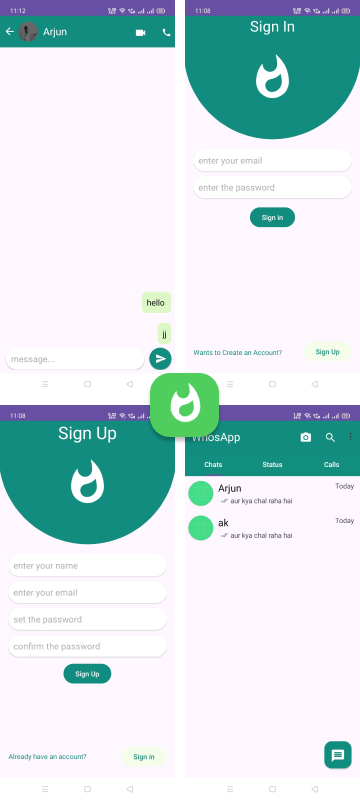 11:12
Arjun
hello
jj
message...
11:08
Sign In
enter your email
enter the password
Sign in
Wants to Create an Account?
Sign Up
11:08
Sign Up
enter your name
enter your email
set the password
confirm the password
Sign Up
Already have an account?
Sign in
WhosApp
Chats
Status
Calls
Arjun
Today
aur kya chal raha hai
ak
Today
aur kya chal raha hai